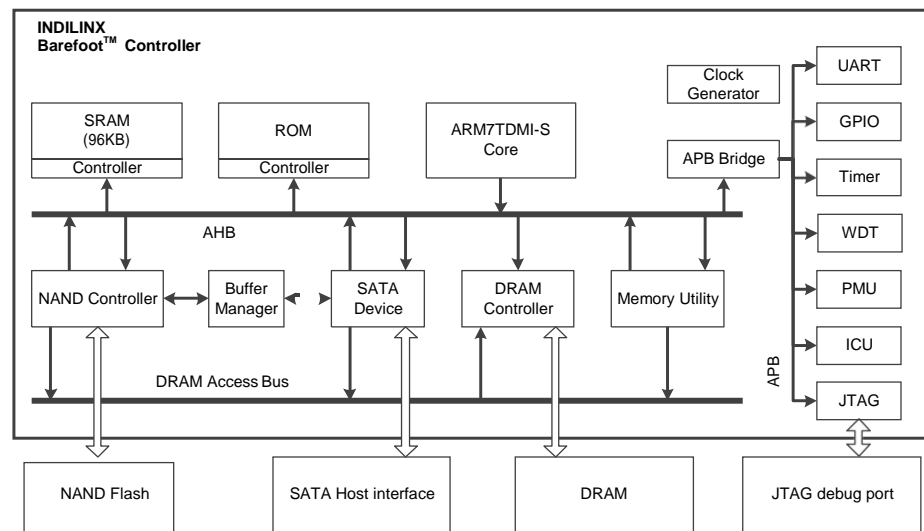 INDILINX
Barefoot™ Controller
SRAM
(96KB)
Controller
ROM
Controller
ARM7TDMI-S
Core
Clock
Generator
APB Bridge
UART
GPIO
Timer
WDT
PMU
ICU
JTAG
APB
AHB
NAND Controller
Buffer
Manager
SATA
Device
DRAM
Controller
Memory Utility
DRAM Access Bus
NAND Flash
SATA Host interface
DRAM
JTAG debug port